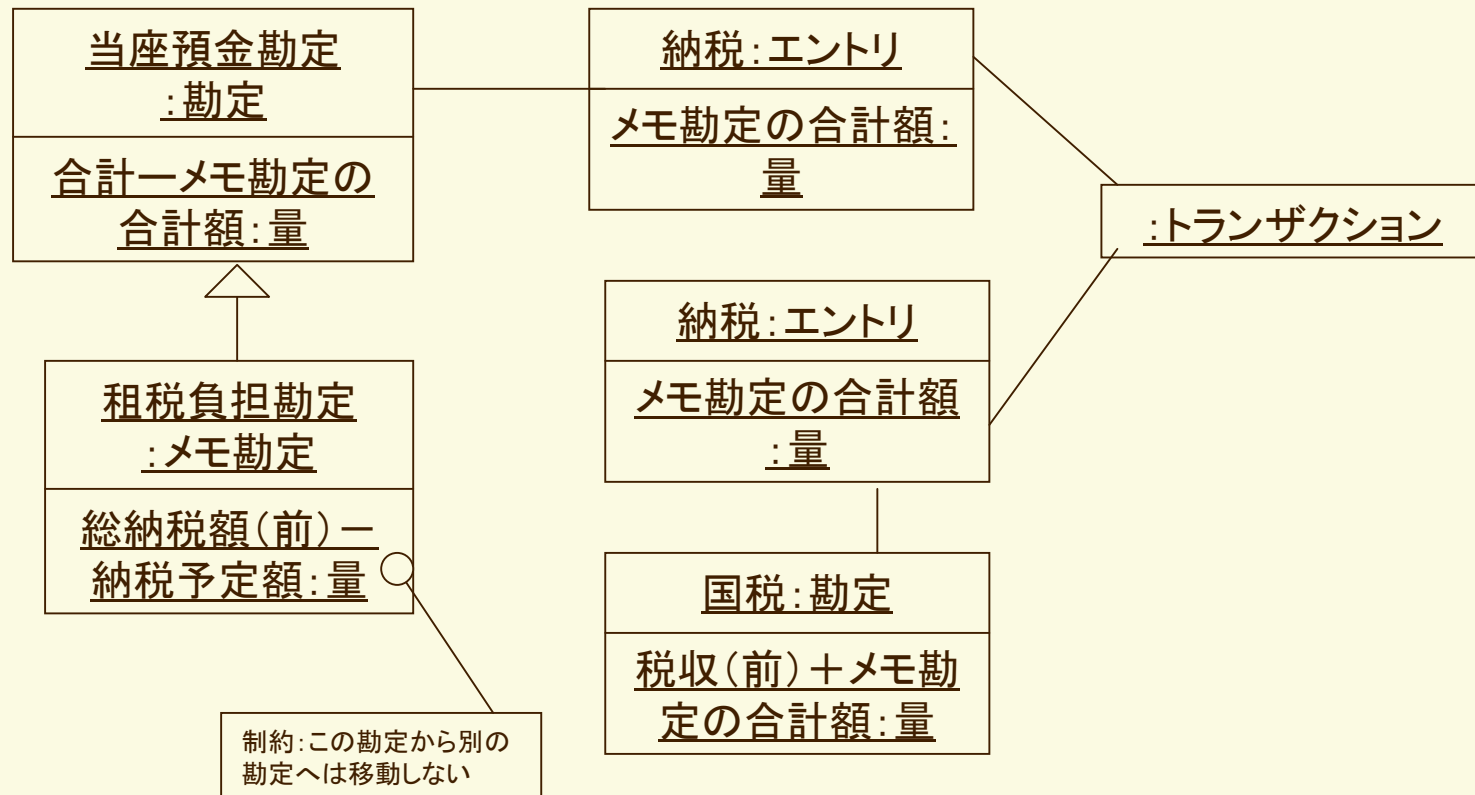 当座預金勘定
:勘定
合計ーメモ勘定の
合計額:量
納税:エントリ
メモ勘定の合計額:
量
:トランザクション
納税:エントリ
メモ勘定の合計額
:量
租税負担勘定
:メモ勘定
総納税額(前)ー
納税予定額:量
国税:勘定
税収(前)+メモ勘
定の合計額:量
制約:この勘定から別の
勘定へは移動しない